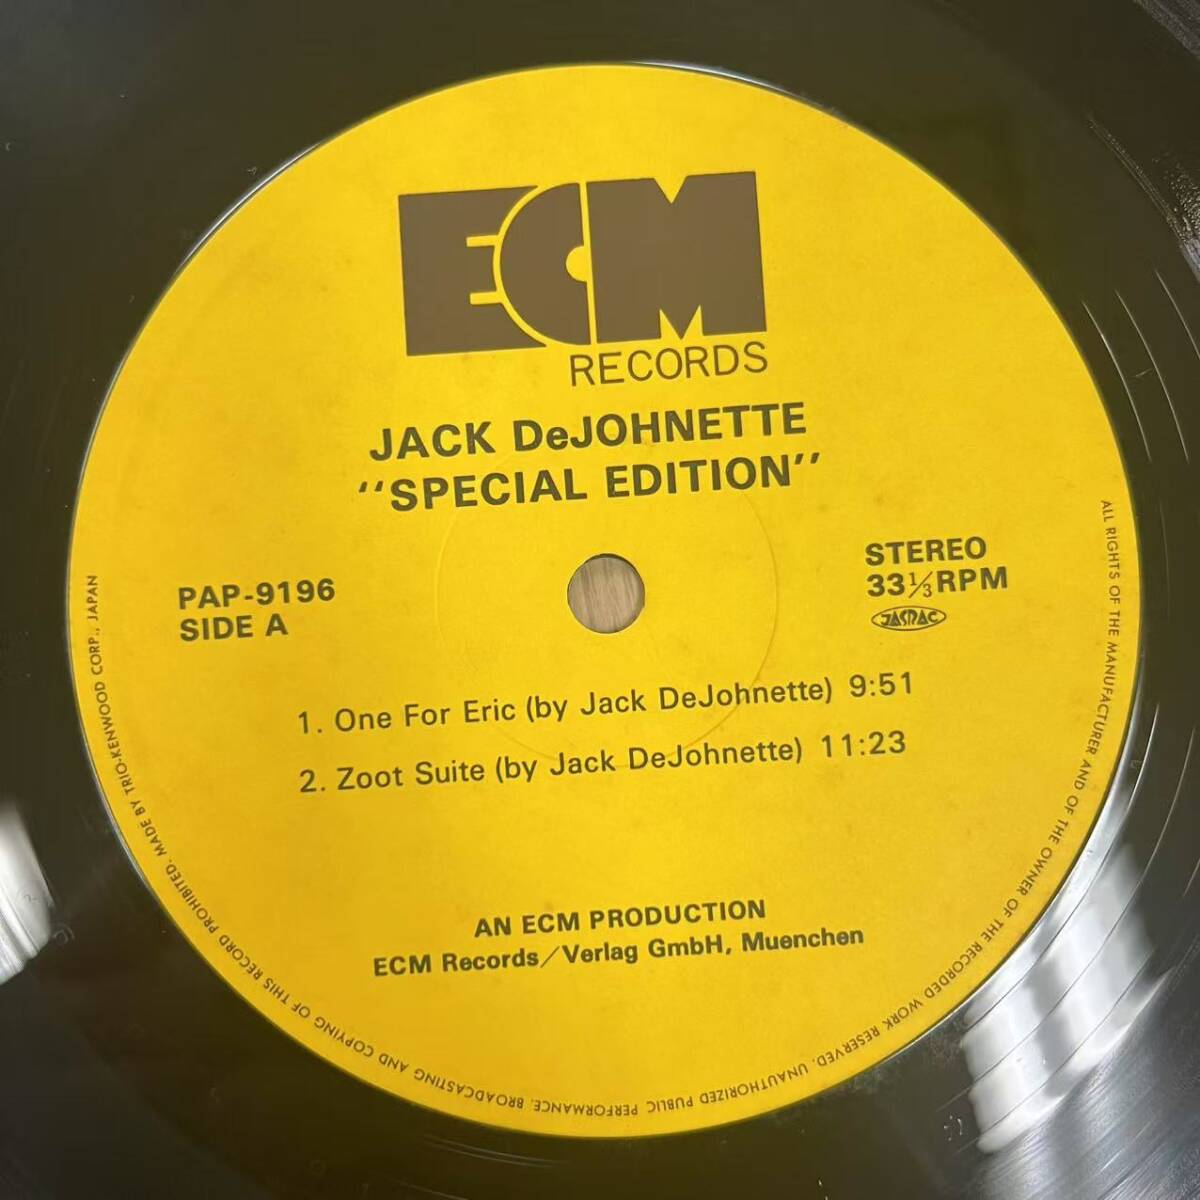 ECM
RECORDS
JACK DeJOHNETTE
"SPECIAL EDITION"
PAP-9196
SIDE A
STEREO
33⅓RPM
JASRAC
1. One For Eric (by Jack DeJohnette) 9:51
2. Zoot Suite (by Jack DeJohnette) 11:23
AN ECM PRODUCTION
ECM Records/Verlag GmbH, Muenchen
ALL RIGHTS OF THE MANUFACTURER AND OF THE OWNER OF THE RECORDED WORK RESERVED. UNAUTHORIZED PUBLIC PERFORMANCE. BROADCASTING AND COPYING OF THIS RECORD PROHIBITED. MADE BY TRIO-KENWOOD CORP., JAPAN